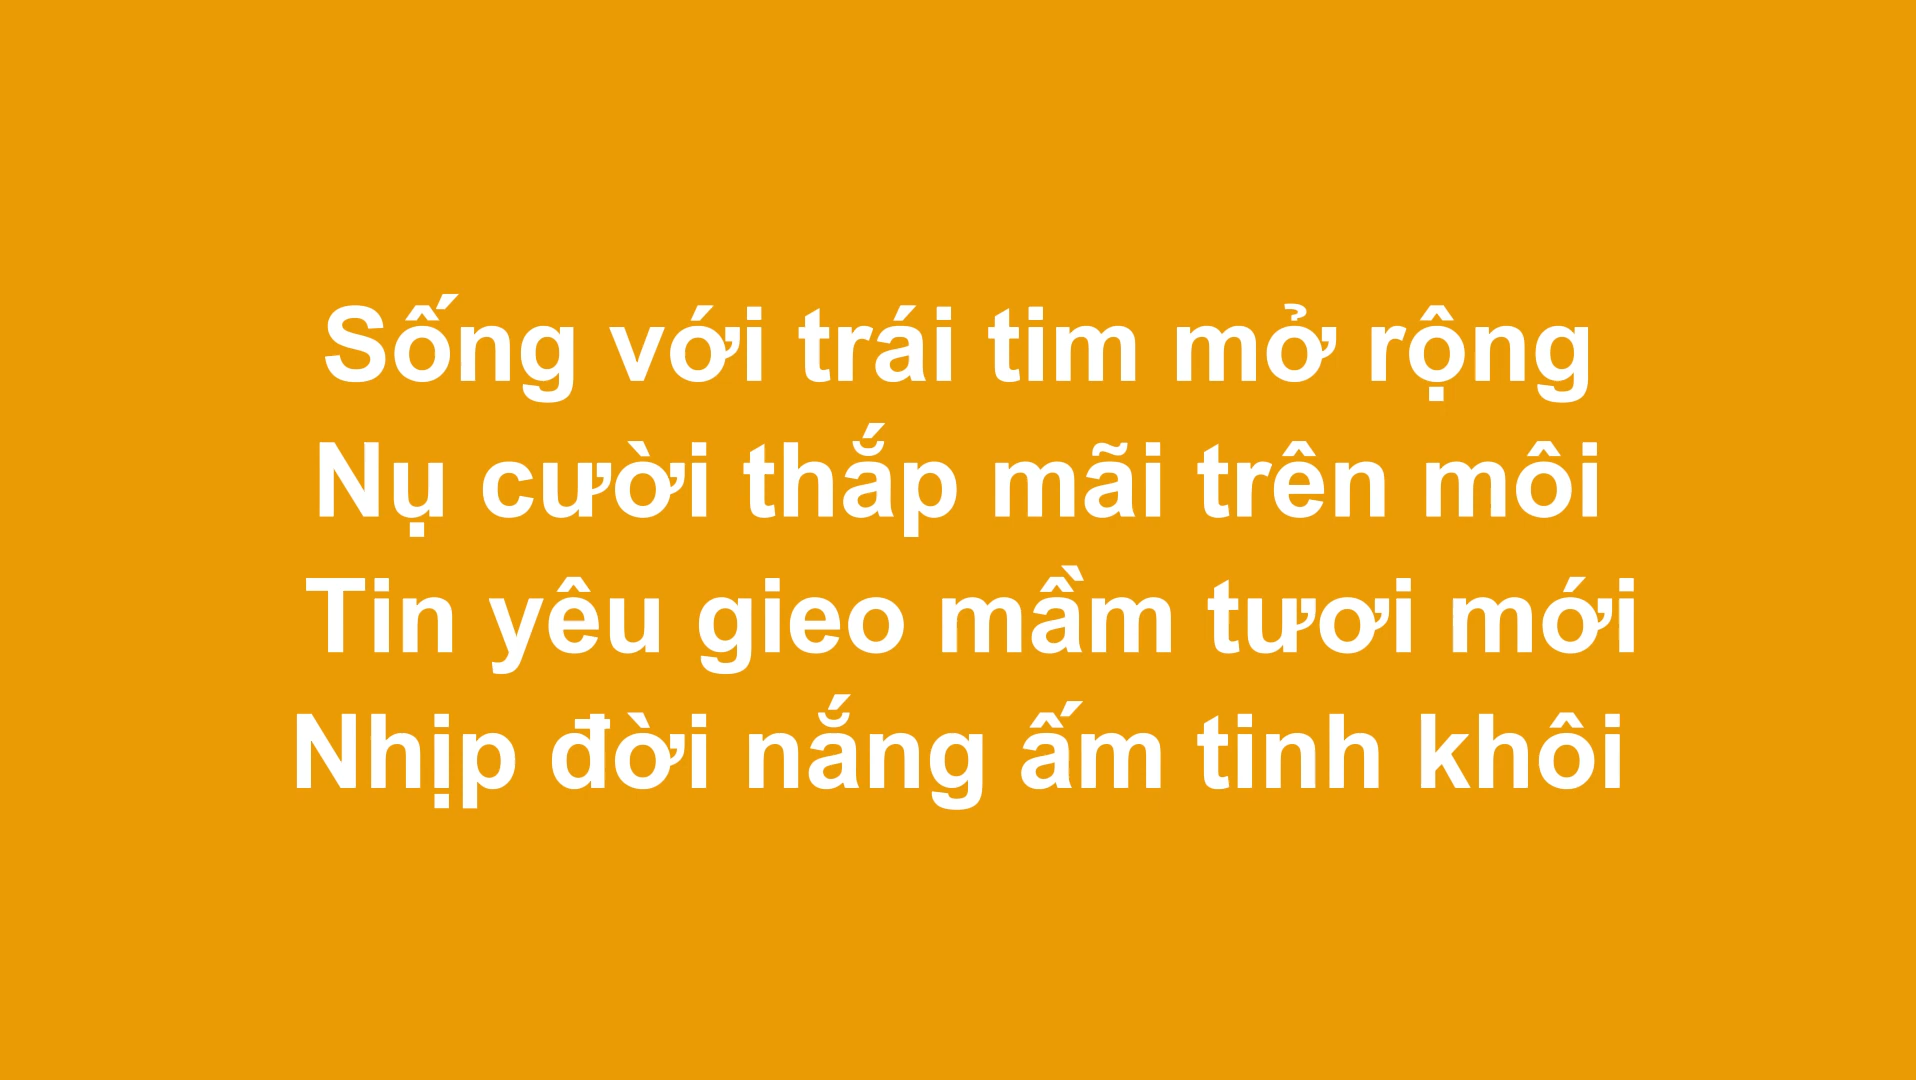 Sống với trái tim mở rộng
Nụ cười thắp mãi trên môi
Tin yêu gieo mầm tươi mới
Nhịp đời nắng ấm tinh khôi